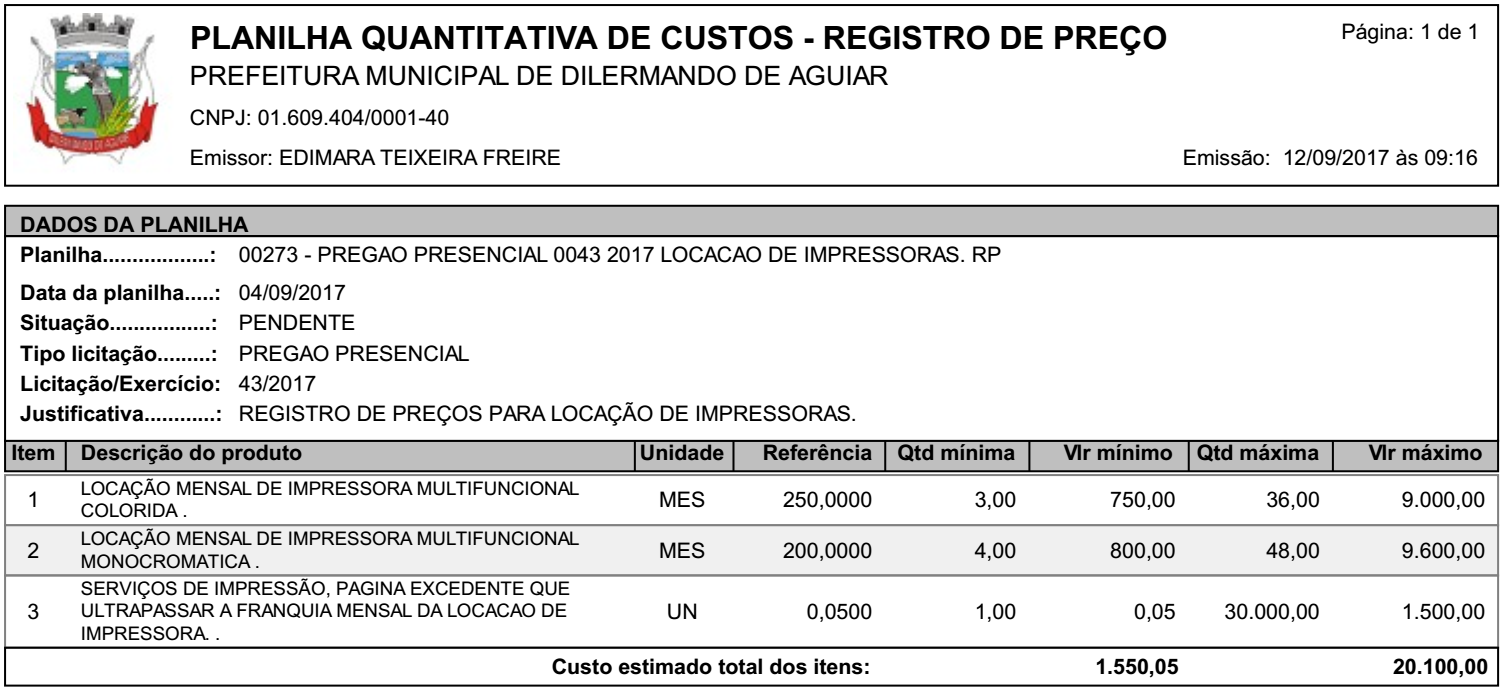 PLANILHA QUANTITATIVA DE CUSTOS - REGISTRO DE PREÇO
Página: 1 de 1
PREFEITURA MUNICIPAL DE DILERMANDO DE AGUIAR
CNPJ: 01.609.404/0001-40
Emissor: EDIMARA TEIXEIRA FREIRE
Emissão: 12/09/2017 às 09:16
DILERMANDO DE AGUIAR
DADOS DA PLANILHA
Planilha..................: 00273 - PREGAO PRESENCIAL 0043 2017 LOCACAO DE IMPRESSORAS. RP
Data da planilha.....: 04/09/2017
Situação.................: PENDENTE
Tipo licitação.........: PREGAO PRESENCIAL
Licitação/Exercício: 43/2017
Justificativa............: REGISTRO DE PREÇOS PARA LOCAÇÃO DE IMPRESSORAS.
Item Descrição do produto Unidade Referência Qtd mínima Vlr mínimo Qtd máxima Vlr máximo
LOCAÇÃO MENSAL DE IMPRESSORA MULTIFUNCIONAL
1 COLORIDA . MES 250,0000 3,00 750,00 36,00 9.000,00
LOCAÇÃO MENSAL DE IMPRESSORA MULTIFUNCIONAL
2 MONOCROMATICA . MES 200,0000 4,00 800,00 48,00 9.600,00
SERVIÇOS DE IMPRESSÃO, PAGINA EXCEDENTE QUE
3 ULTRAPASSAR A FRANQUIA MENSAL DA LOCACAO DE UN 0,0500 1,00 0,05 30.000,00 1.500,00
IMPRESSORA. .
Custo estimado total dos itens: 1.550,05 20.100,00